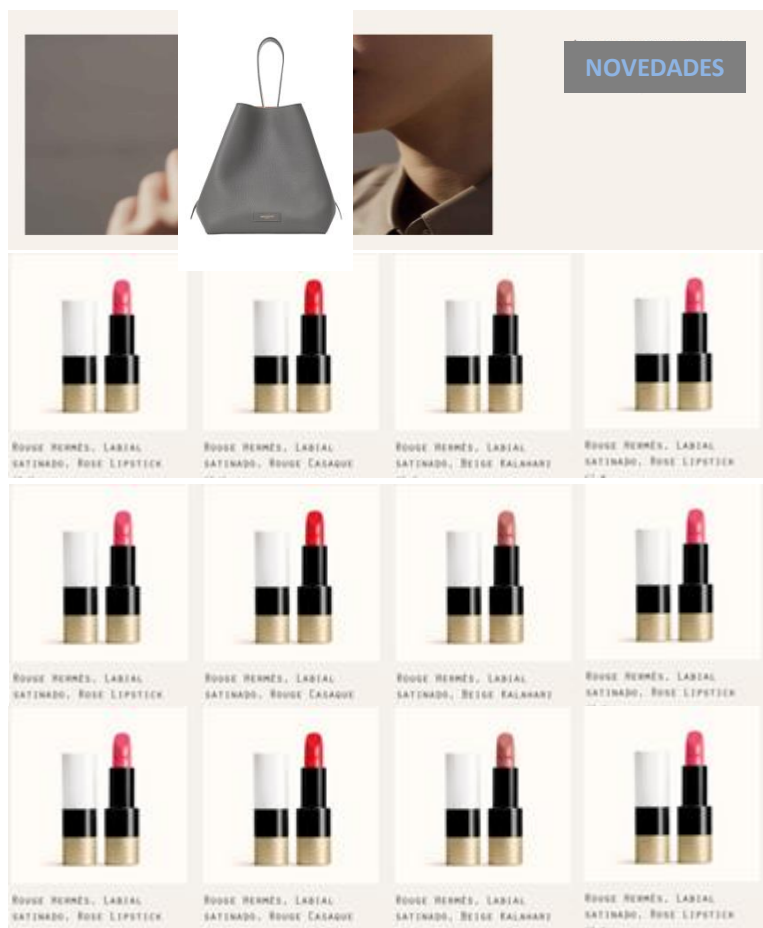 NOVEDADES
ROUGE HERMÈS, LABIAL
SATINADO, ROSE LIPSTICK
ROUGE HERMÈS, LABIAL
SATINADO, ROUGE CASAQUE
ROUGE HERMÈS, LABIAL
SATINADO, BEIGE KALAHARI
ROUGE HERMÈS, LABIAL
SATINADO, ROSE LIPSTICK
ROUGE HERMÈS, LABIAL
SATINADO, ROSE LIPSTICK
ROUGE HERMÈS, LABIAL
SATINADO, ROUGE CASAQUE
ROUGE HERMÈS, LABIAL
SATINADO, BEIGE KALAHARI
ROUGE HERMÈS, LABIAL
SATINADO, ROSE LIPSTICK
ROUGE HERMÈS, LABIAL
SATINADO, ROSE LIPSTICK
ROUGE HERMÈS, LABIAL
SATINADO, ROUGE CASAQUE
ROUGE HERMÈS, LABIAL
SATINADO, BEIGE KALAHARI
ROUGE HERMÈS, LABIAL
SATINADO, ROSE LIPSTICK